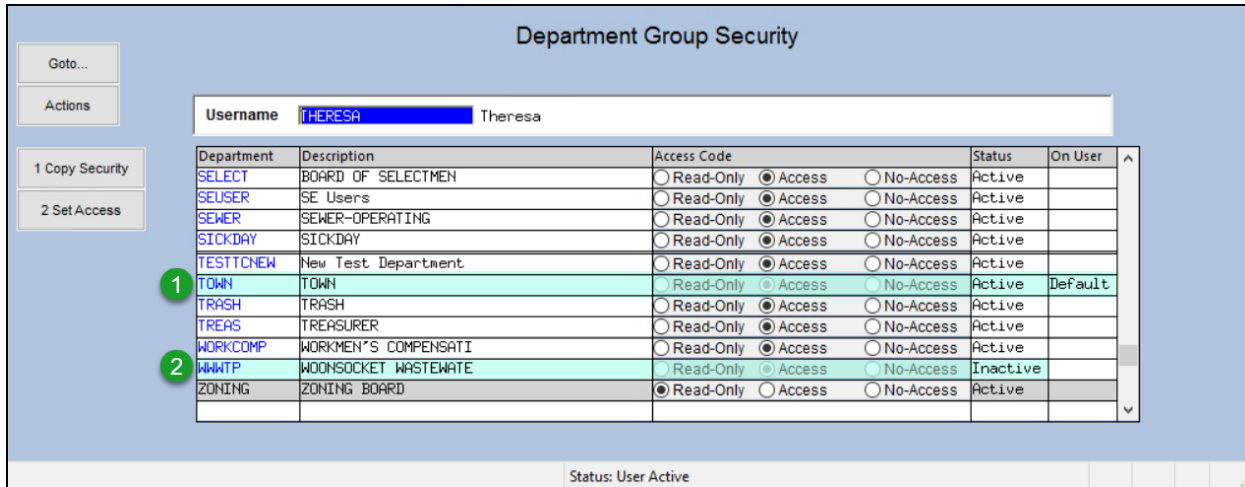 Department Group Security
Goto...
Actions
Username THERESA Theresa
1 Copy Security
2 Set Access
Department Description Access Code Status On User
SELECT BOARD OF SELECTMEN Read-Only Access No-Access Active
SEUSER SE Users Read-Only Access No-Access Active
SEWER SEWER-OPERATING Read-Only Access No-Access Active
SICKDAY SICKDAY Read-Only Access No-Access Active
TESTTCNEW New Test Department Read-Only Access No-Access Active
1 TOWN TOWN Read-Only Access No-Access Active Default
TRASH TRASH Read-Only Access No-Access Active
TREAS TREASURER Read-Only Access No-Access Active
WORKCOMP WORKMEN'S COMPENSATI Read-Only Access No-Access Active
2 WWWTP WOONSOCKET WASTEWATE Read-Only Access No-Access Inactive
ZONING ZONING BOARD Read-Only Access No-Access Active
Status: User Active